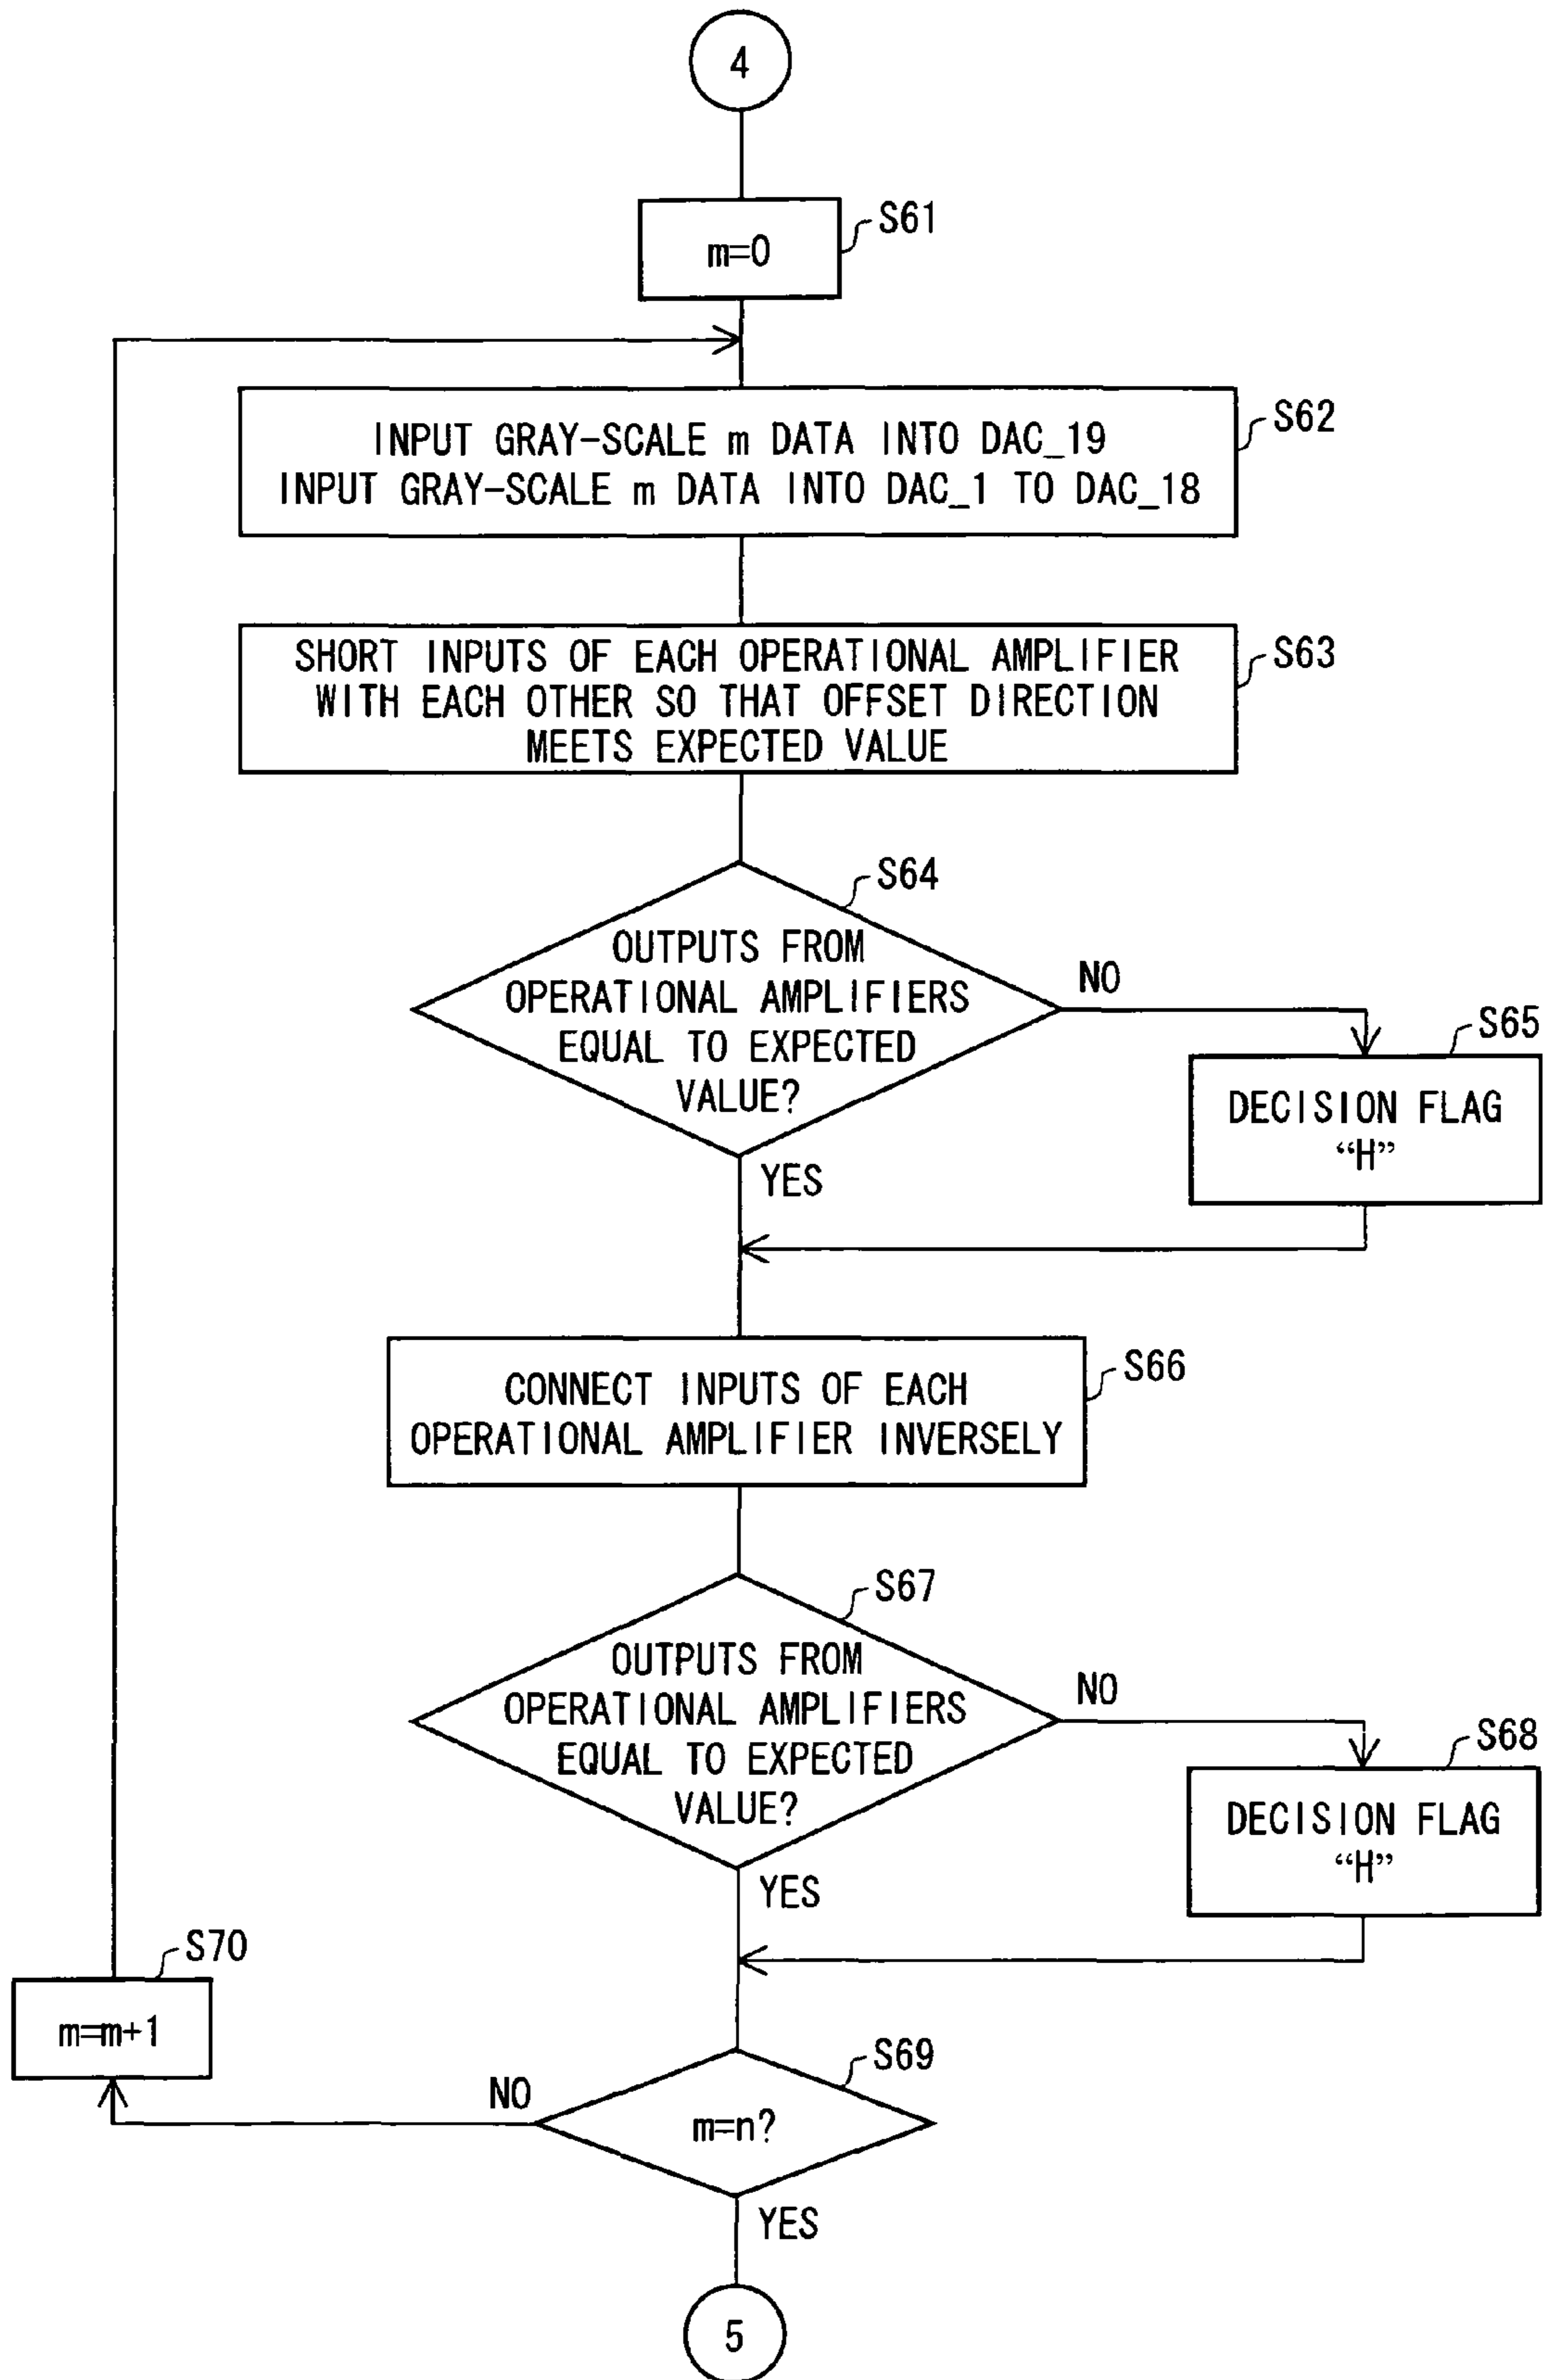 4
S61
m=0
S62
INPUT GRAY-SCALE m DATA INTO DAC_19
INPUT GRAY-SCALE m DATA INTO DAC_1 TO DAC_18
S63
SHORT INPUTS OF EACH OPERATIONAL AMPLIFIER
WITH EACH OTHER SO THAT OFFSET DIRECTION
MEETS EXPECTED VALUE
S64
OUTPUTS FROM
OPERATIONAL AMPLIFIERS
EQUAL TO EXPECTED
VALUE?
NO
S65
DECISION FLAG
“H”
YES
S66
CONNECT INPUTS OF EACH
OPERATIONAL AMPLIFIER INVERSELY
S67
OUTPUTS FROM
OPERATIONAL AMPLIFIERS
EQUAL TO EXPECTED
VALUE?
NO
S68
DECISION FLAG
“H”
YES
S70
m=m+1
S69
NO
m=n?
YES
5